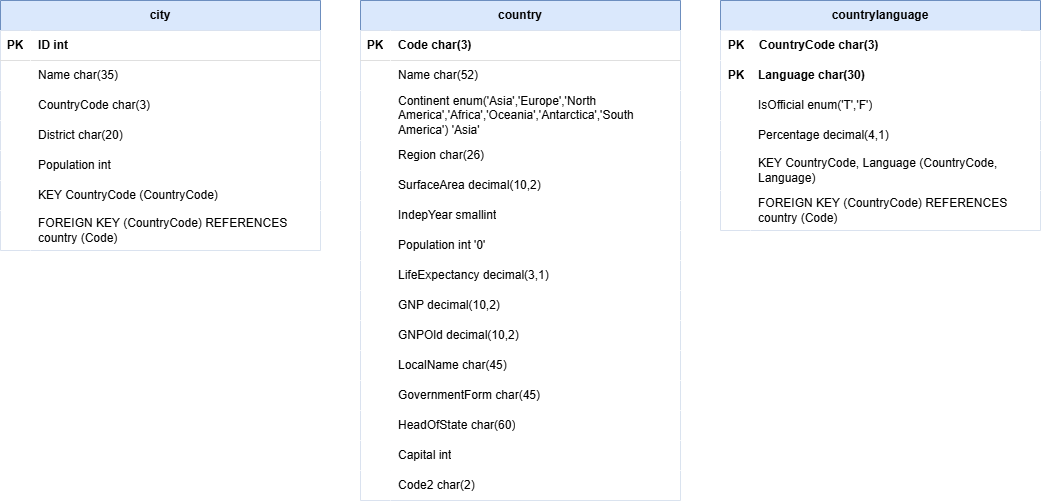 city
PK ID int
Name char(35)
CountryCode char(3)
District char(20)
Population int
KEY CountryCode (CountryCode)
FOREIGN KEY (CountryCode) REFERENCES
country (Code)
country
PK Code char(3)
Name char(52)
Continent enum('Asia','Europe','North
America','Africa','Oceania','Antarctica','South
America') 'Asia'
Region char(26)
SurfaceArea decimal(10,2)
IndepYear smallint
Population int '0'
LifeExpectancy decimal(3,1)
GNP decimal(10,2)
GNPOld decimal(10,2)
LocalName char(45)
GovernmentForm char(45)
HeadOfState char(60)
Capital int
Code2 char(2)
countrylanguage
PK CountryCode char(3)
PK Language char(30)
IsOfficial enum('T','F')
Percentage decimal(4,1)
KEY CountryCode, Language (CountryCode,
Language)
FOREIGN KEY (CountryCode) REFERENCES
country (Code)